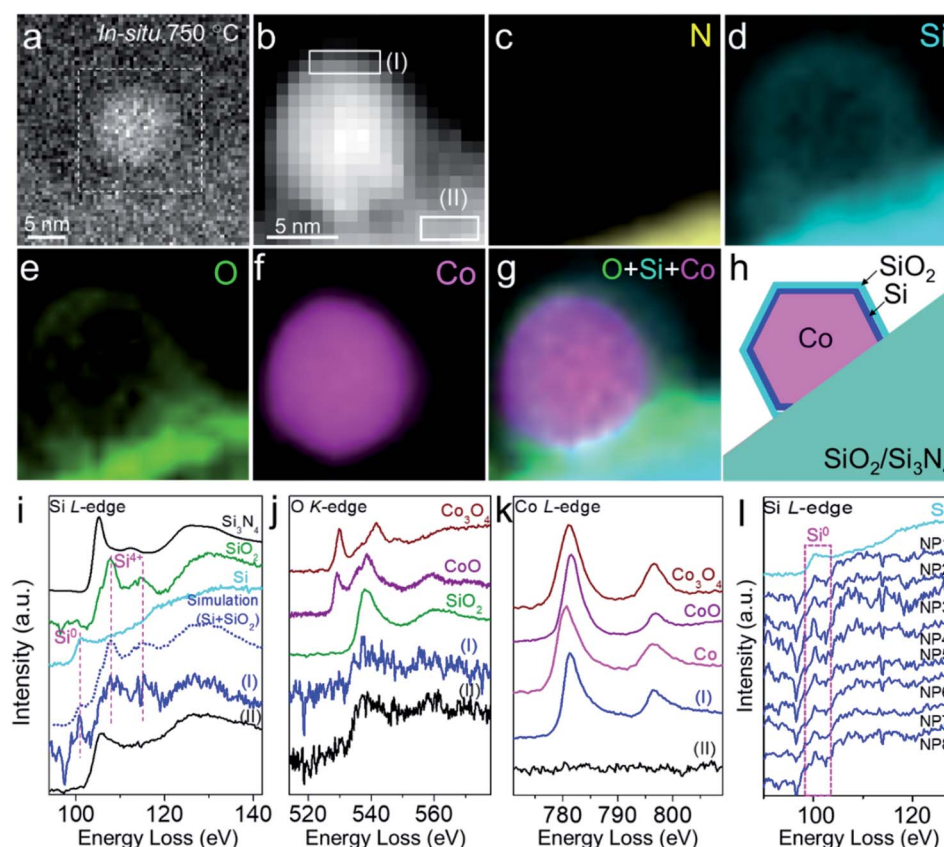 a In-situ 750 °C
5 nm
b (I)
(II)
5 nm
c N
d Si
e O
f Co
g O+Si+Co
h SiO2
Si
Co
SiO2/Si3N
i Si L-edge
Si3N4
Si4+
SiO2
Si
Si0
Simulation
(Si+SiO2)
(I)
(II)
Intensity (a.u.)
100 120 140
Energy Loss (eV)
j O K-edge
Co3O4
CoO
SiO2
(I)
(II)
520 540 560
Energy Loss (eV)
k Co L-edge
Co3O4
CoO
Co
(I)
(II)
780 800
Energy Loss (eV)
l Si L-edge
Si0
NP2
NP5
Intensity (a.u.)
100 120
Energy Loss (eV)